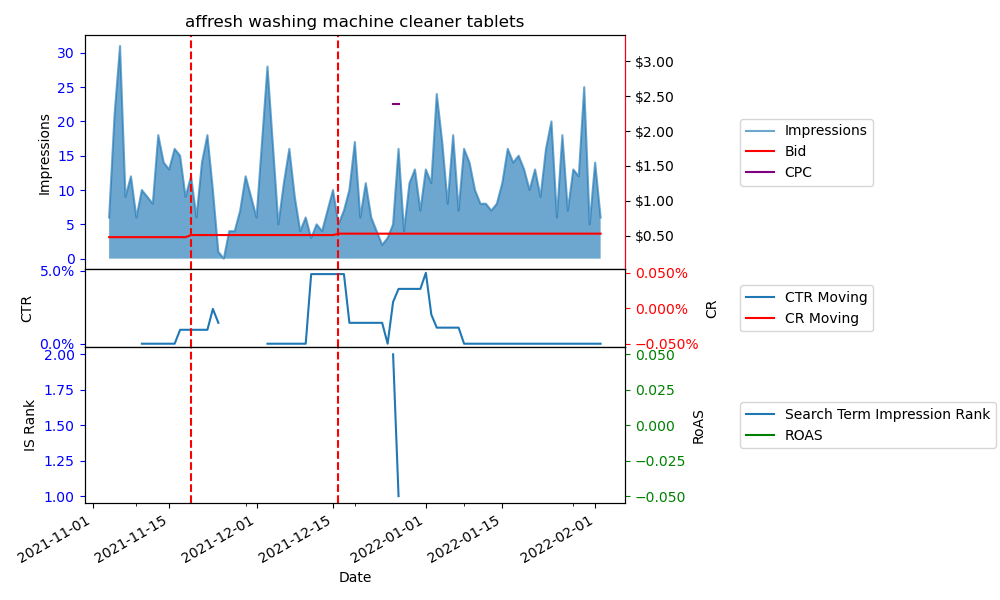 affresh washing machine cleaner tablets
Impressions
30
25
20
15
10
5
0
$3.00
$2.50
$2.00
$1.50
$1.00
$0.50
Impressions
Bid
CPC
CTR
5.0%
0.0%
0.050%
0.000%
−0.050%
CR
CTR Moving
CR Moving
IS Rank
2.00
1.75
1.50
1.25
1.00
0.050
0.025
0.000
−0.025
−0.050
RoAS
Search Term Impression Rank
ROAS
2021-11-01
2021-11-15
2021-12-01
2021-12-15
2022-01-01
2022-01-15
2022-02-01
Date